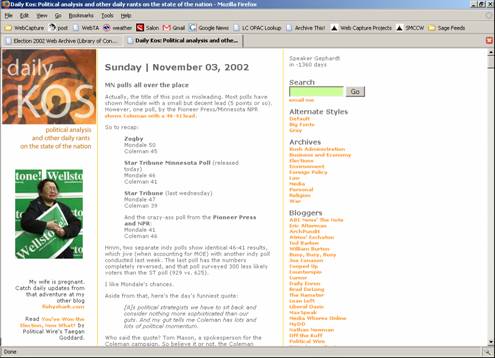 Daily Kos: Political analysis and other daily rants on the state of the nation. - Mozilla Firefox
File Edit View Go Bookmarks Tools Help
WebCapture post WebTA weather Salon Gmail Google News LC OPAC Lookup Archive This! Web Capture Groups SMCCW Sage Feeds
Election 2002 Web Archive (Library of Con...
Daily Kos: Political analysis and othe...
daily
KOS
political analysis
and other daily rants
on the state of the nation
tone! Wellsto
Wellsto
My wife is pregnant.
Catch daily updates from
that adventure at my
other blog
Fishyshark.com
Read You've Won the
Election, Now What? by
Political Wire's Taegan
Goddard.
Sunday | November 03, 2002
MN polls all over the place
Actually, the title of this post is misleading. Most polls have
shown Mondale with a small but decent lead (5 points or so).
However, one poll, by the Pioneer Press/Minnesota NPR
shows Coleman with a 46-41 lead.
So to recap:
Zogby
Mondale 50
Coleman 45
Star Tribune Minnesota Poll (released
today)
Mondale 46
Coleman 41
Star Tribune (last wednesday)
Mondale 47
Coleman 39
And the crazy-ass poll from the Pioneer Press
and NPR:
Mondale 41
Coleman 46
Hmm, two separate indy polls show identical 46-41 results,
which jive (when accounting for MOE) with another indy poll
conducted last week. The last poll has the numbers
completely reversed, and that poll surveyed 300 less likely
voters than the ST poll (929 vs. 625).
I like Mondale's chances.
Aside from that, here's the day's funniest quote:
[A]s political strategists we have to sit back and
consider nothing more sophisticated than our
guts. And my gut tells me Coleman has lots and
lots of political momentum.
Who said the quote? Tom Mason, a spokesperson for the
Coleman campaign. So believe it or not, the Coleman
Speaker Gephardt
in -1360 days
Search
Go
email me
Alternate Styles
Default
Big Fonts
Gray
Archives
Bush Administration
Business and Economy
Elections
Environment
Foreign Policy
Law
Media
Personal
Religion
War
Bloggers
ABC News' The Note
Eric Alterman
ArchPundit
Atrios' Eschaton
Ted Barlow
William Burton
Busy, Busy, Busy
Joe Conason
Cooped Up
Counterspin
Cursor
Daily Enron
Brad DeLong
The Hamster
Lean Left
Liberal Oasis
MaxSpeak
Media Whores Online
MyDD
Nathan Newman
Off the Kuff
Political Wire
Done